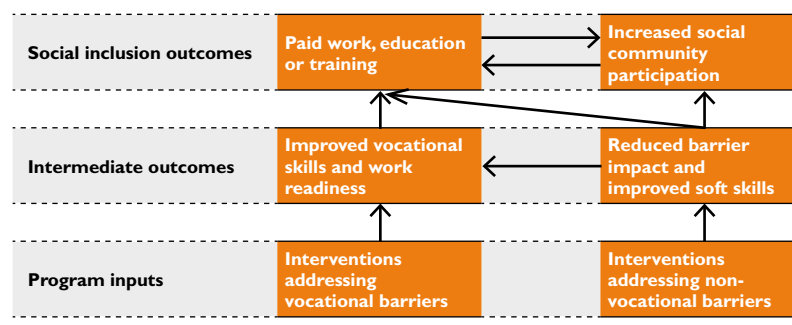 Social inclusion outcomes
Paid work, education
or training
Increased social
community
participation
Intermediate outcomes
Improved vocational
skills and work
readiness
Reduced barrier
impact and
improved soft skills
Program inputs
Interventions
addressing
vocational barriers
Interventions
addressing non-
vocational barriers